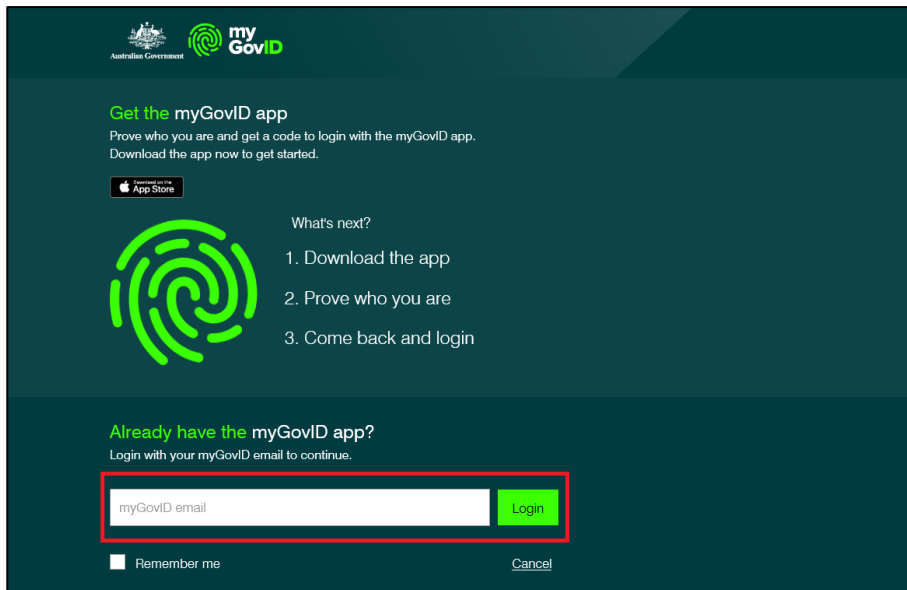 Australian Government
my
GovID
Get the myGovID app
Prove who you are and get a code to login with the myGovID app.
Download the app now to get started.
Download on the
App Store
What's next?
1. Download the app
2. Prove who you are
3. Come back and login
Already have the myGovID app?
Login with your myGovID email to continue.
myGovID email
Login
Remember me
Cancel